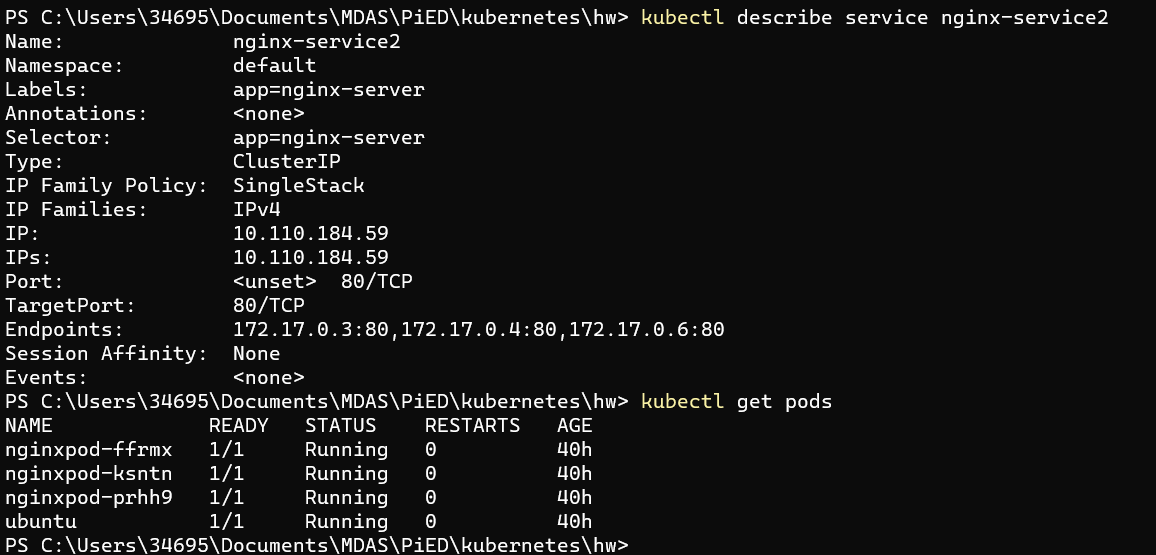 PS C:\Users\34695\Documents\MDAS\PiED\kubernetes\hw> kubectl describe service nginx-service2
Name:              nginx-service2
Namespace:         default
Labels:            app=nginx-server
Annotations:       <none>
Selector:          app=nginx-server
Type:              ClusterIP
IP Family Policy:  SingleStack
IP Families:       IPv4
IP:                10.110.184.59
IPs:               10.110.184.59
Port:              <unset>  80/TCP
TargetPort:        80/TCP
Endpoints:         172.17.0.3:80,172.17.0.4:80,172.17.0.6:80
Session Affinity:  None
Events:            <none>
PS C:\Users\34695\Documents\MDAS\PiED\kubernetes\hw> kubectl get pods
NAME             READY   STATUS    RESTARTS   AGE
nginxpod-ffrmx   1/1     Running   0          40h
nginxpod-ksntn   1/1     Running   0          40h
nginxpod-prhh9   1/1     Running   0          40h
ubuntu           1/1     Running   0          40h
PS C:\Users\34695\Documents\MDAS\PiED\kubernetes\hw>